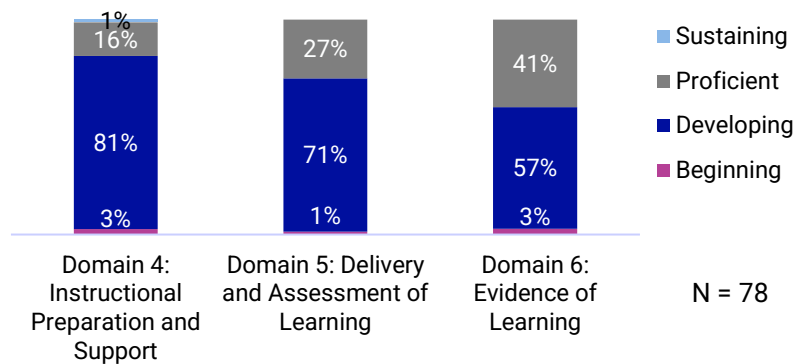 1%
16%
81%
3%
27%
71%
1%
41%
57%
3%
Sustaining
Proficient
Developing
Beginning
Domain 4:
Instructional
Preparation and
Support
Domain 5: Delivery
and Assessment of
Learning
Domain 6:
Evidence of
Learning
N = 78